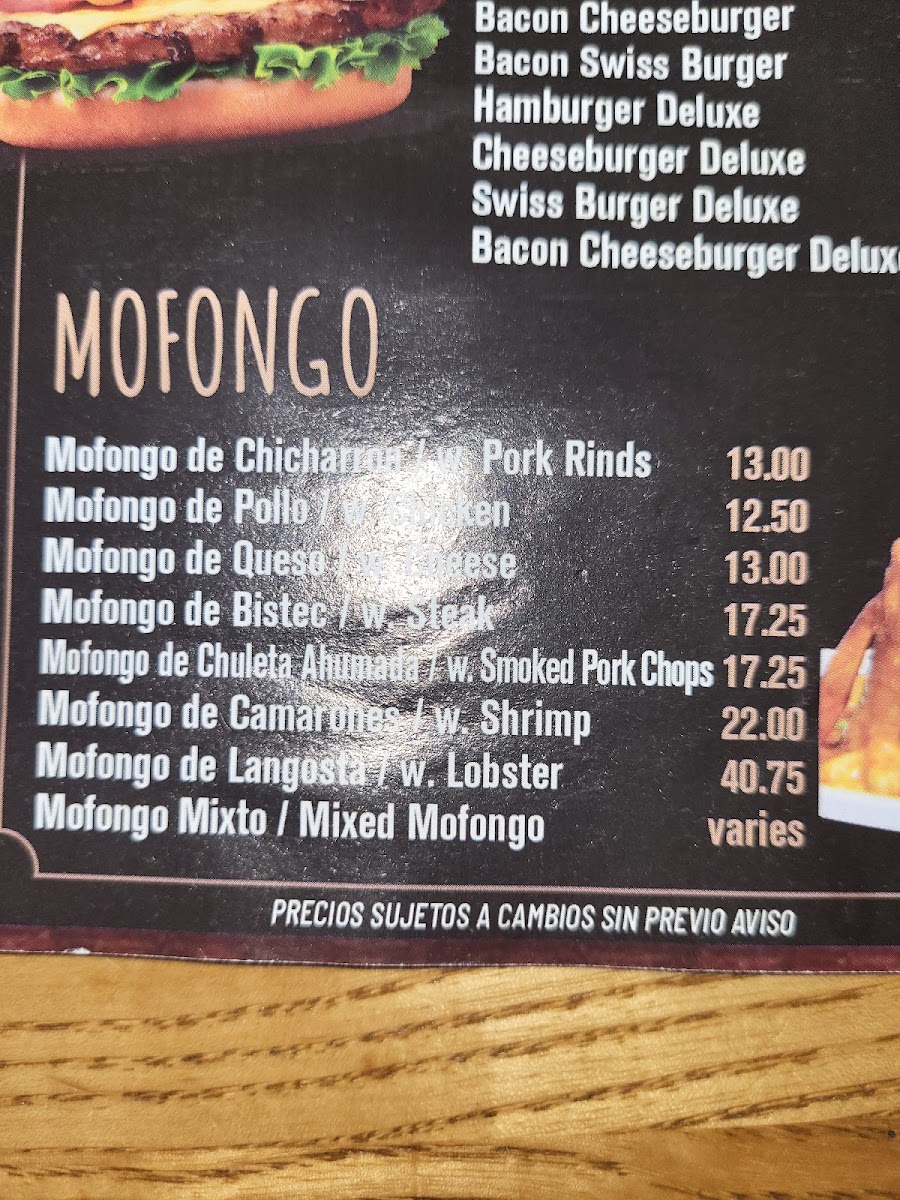 Bacon Cheeseburger
Bacon Swiss Burger
Hamburger Deluxe
Cheeseburger Deluxe
Swiss Burger Deluxe
Bacon Cheeseburger Delux
MOFONGO
Mofongo de Chicharron / w. Pork Rinds 13.00
Mofongo de Pollo / w. Chicken 12.50
Mofongo de Queso / w. Cheese 13.00
Mofongo de Bistec / w. Steak 17.25
Mofongo de Chuleta Ahumada / w. Smoked Pork Chops 17.25
Mofongo de Camarones / w. Shrimp 22.00
Mofongo de Langosta / w. Lobster 40.75
Mofongo Mixto / Mixed Mofongo varies
PRECIOS SUJETOS A CAMBIOS SIN PREVIO AVISO